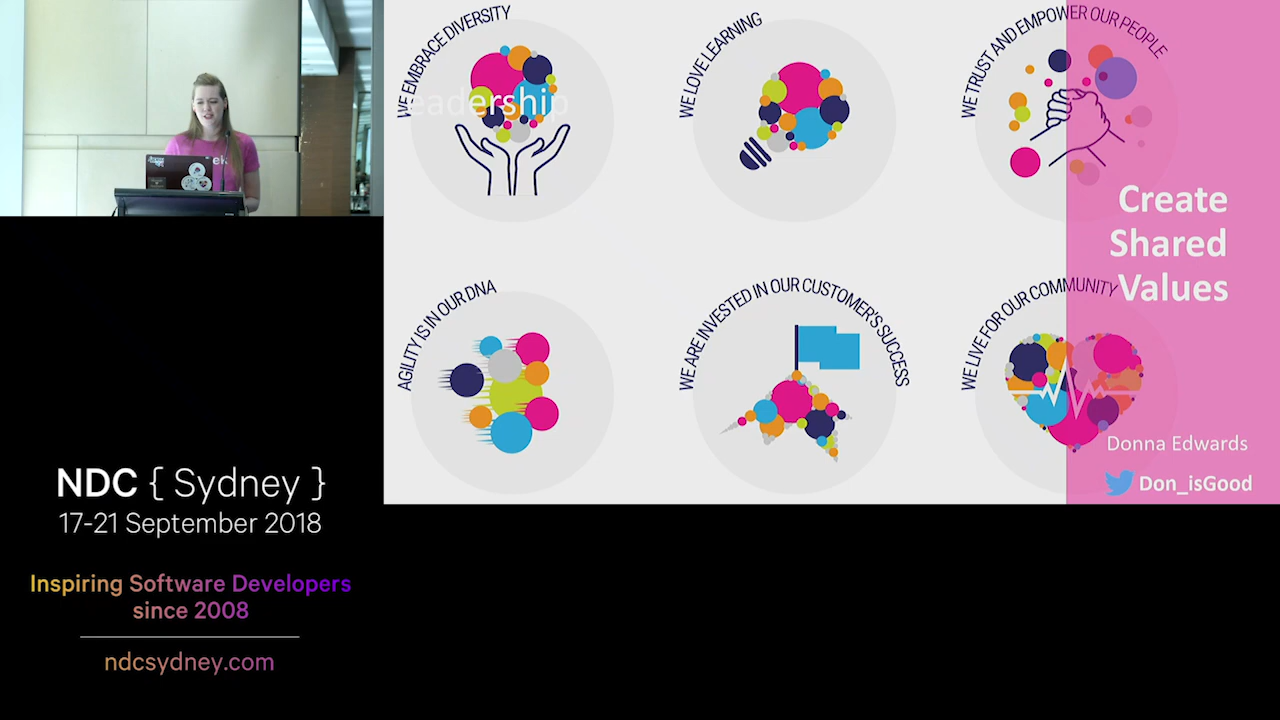 WE EMBRACE DIVERSITY
Leadership
WE LOVE LEARNING
WE TRUST AND EMPOWER OUR PEOPLE
Create
Shared
Values
AGILITY IS IN OUR DNA
WE ARE INVESTED IN OUR CUSTOMER'S SUCCESS
WE LIVE FOR OUR COMMUNITY
Donna Edwards
Don_isGood
NDC { Sydney }
17-21 September 2018
Inspiring Software Developers
since 2008
ndcsydney.com